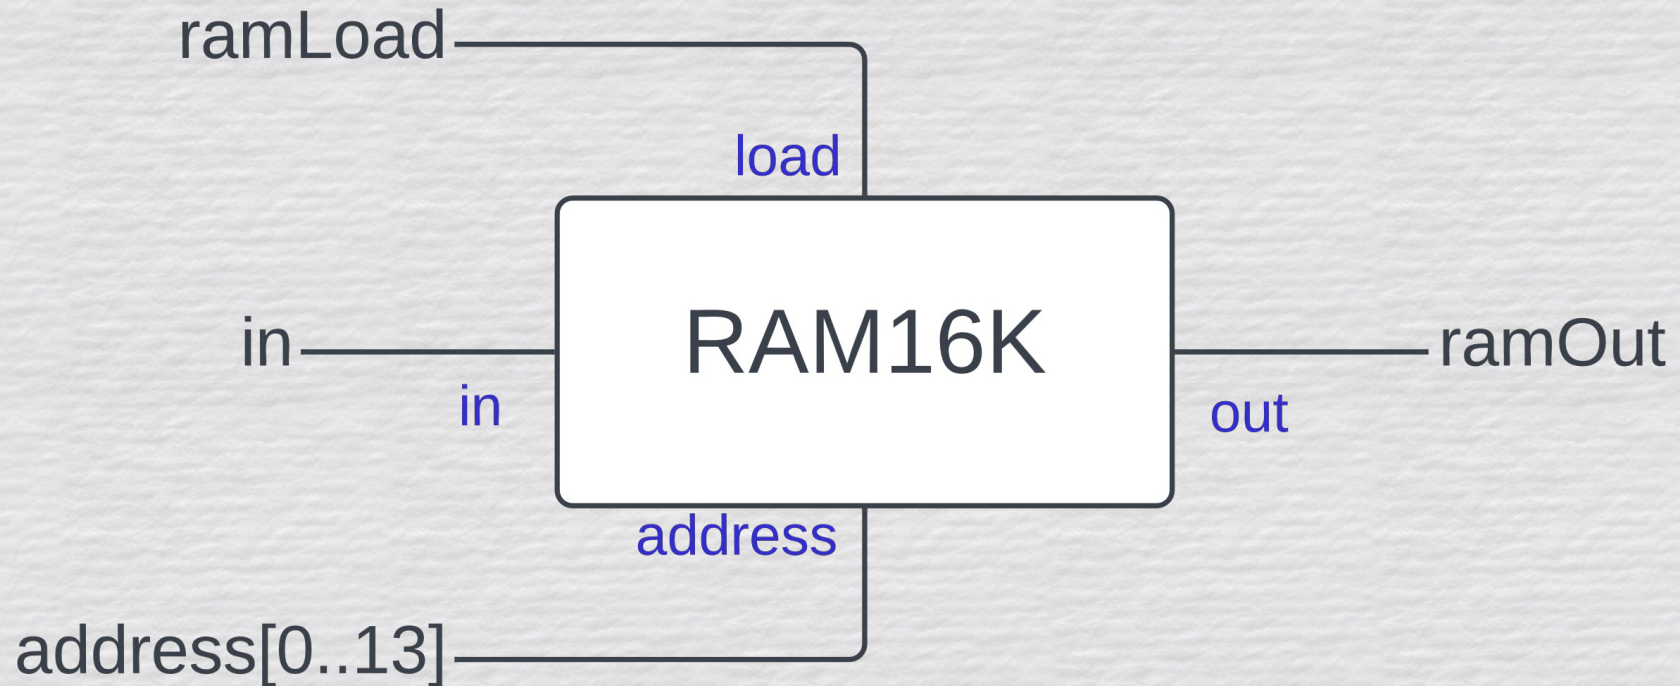 ramLoad
load
RAM16K
in
in
ramOut
out
address
address[0..13]